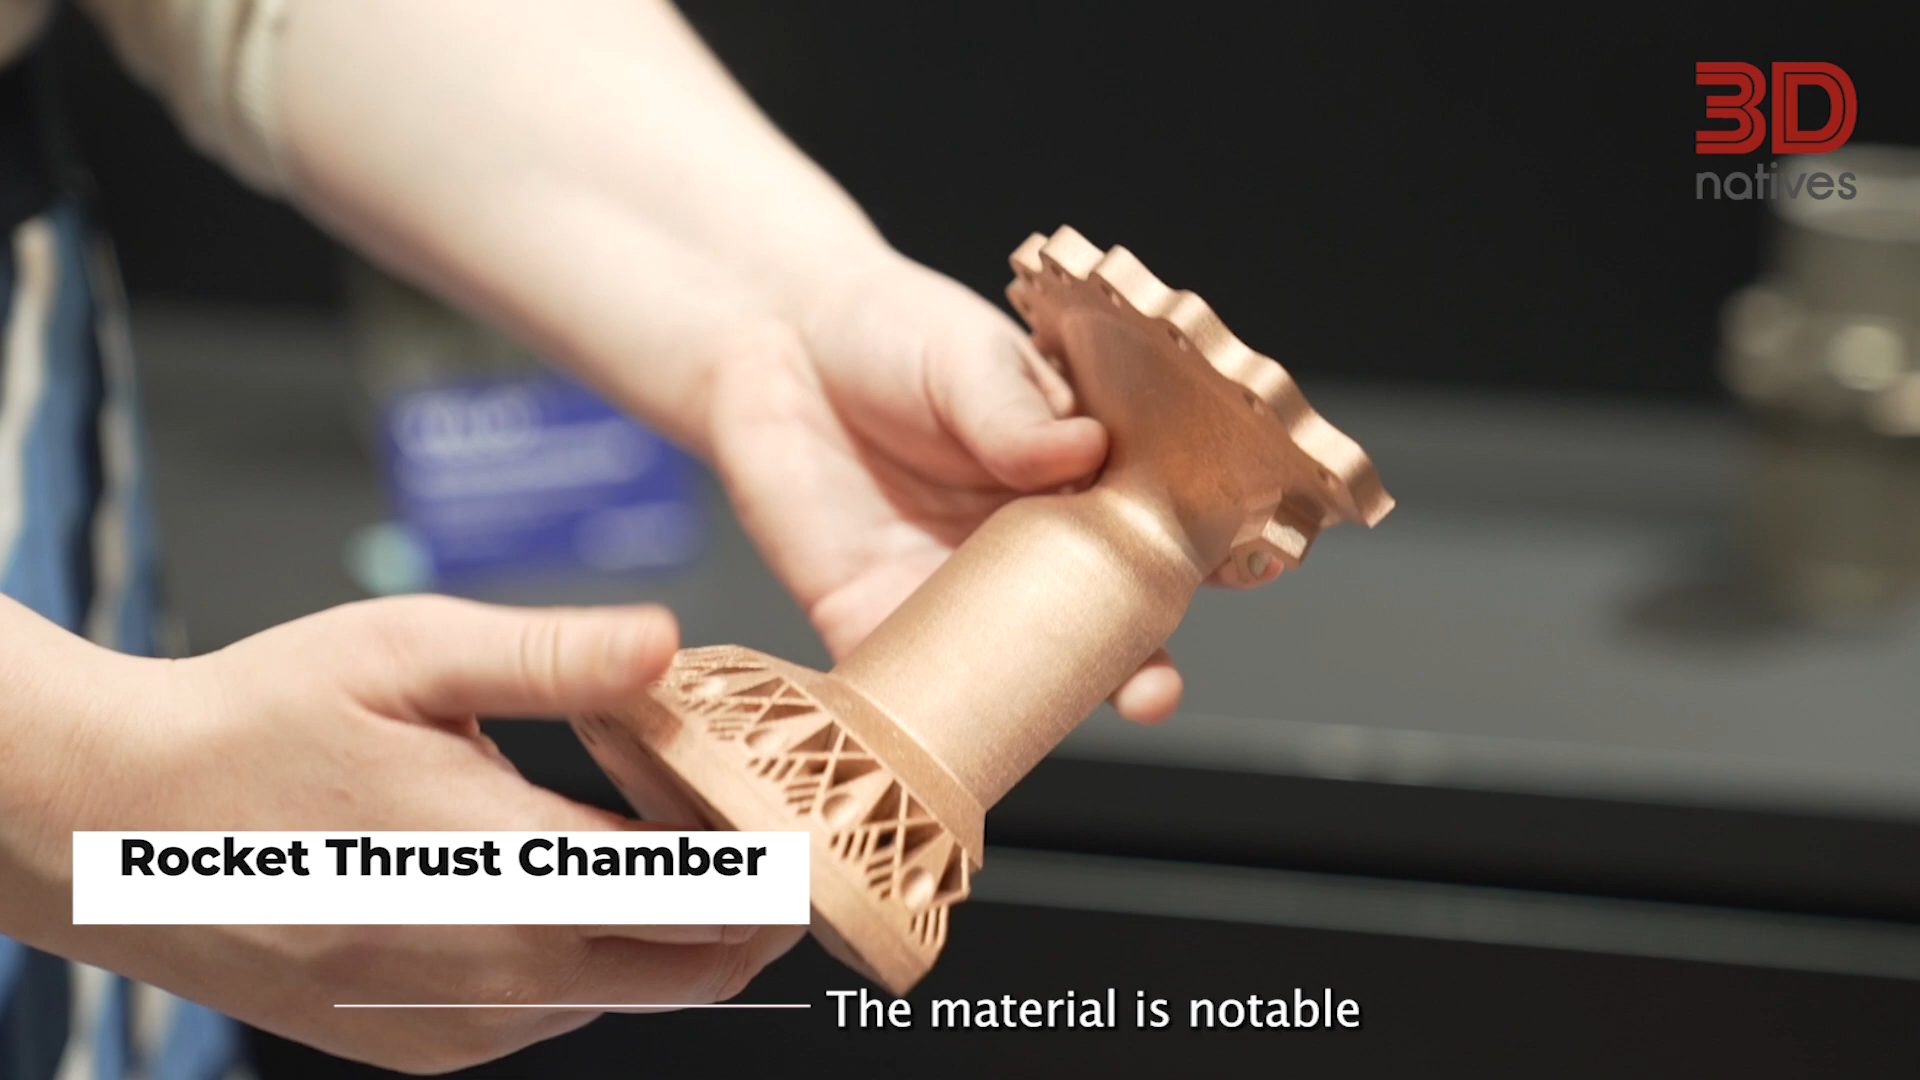 3D
natives
Rocket Thrust Chamber
The material is notable